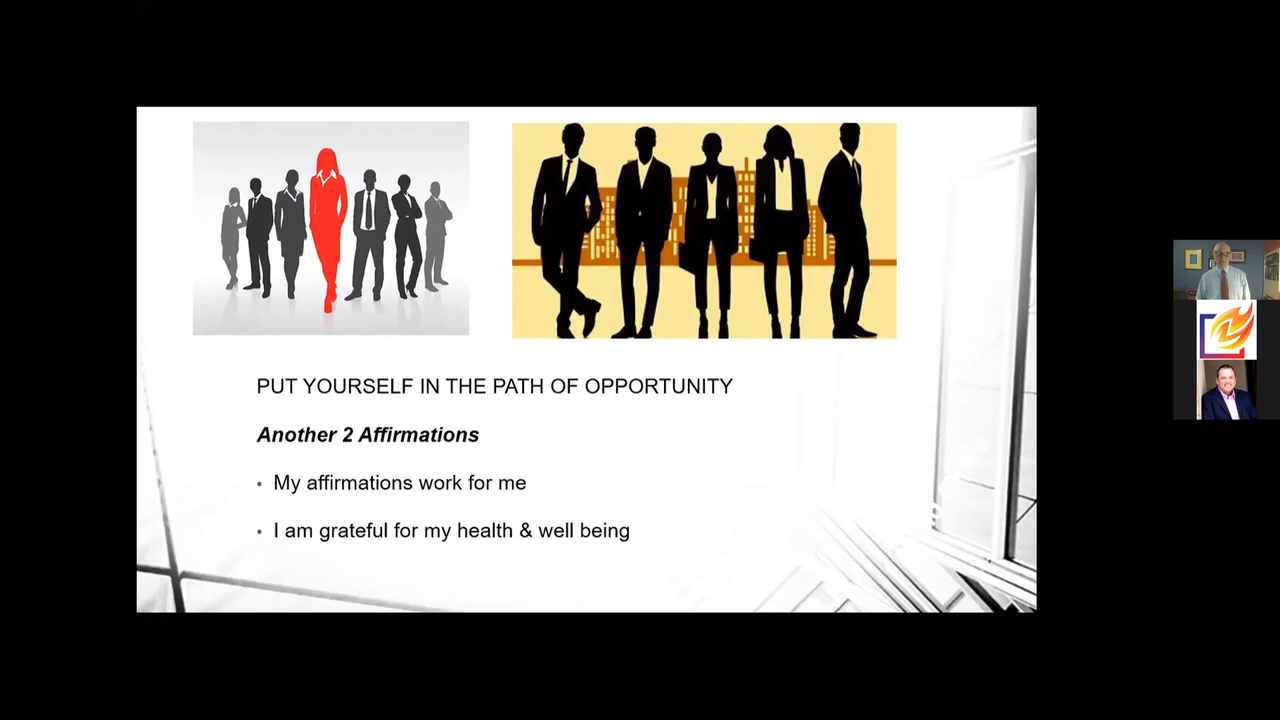 PUT YOURSELF IN THE PATH OF OPPORTUNITY
Another 2 Affirmations
• My affirmations work for me
• I am grateful for my health & well being